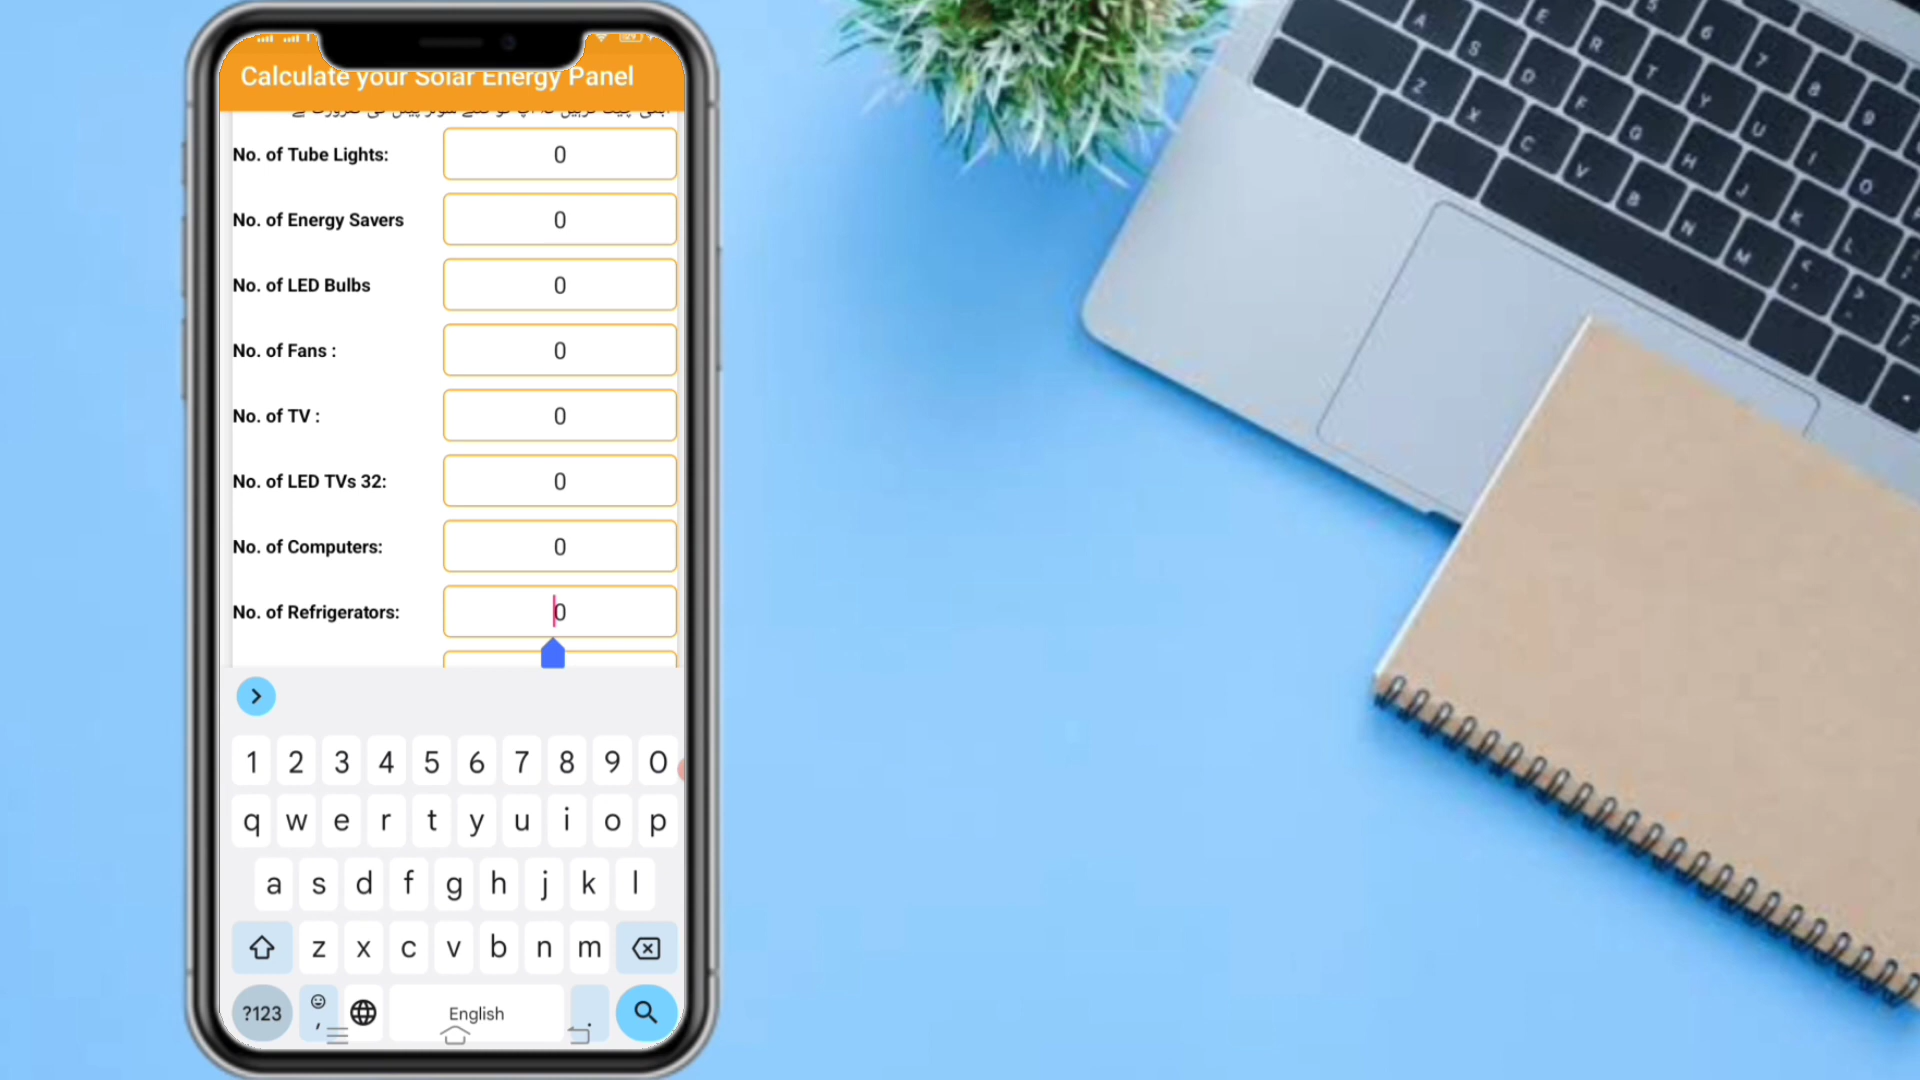 Calculate your Solar Energy Panel
No. of Tube Lights: 0
No. of Energy Savers 0
No. of LED Bulbs 0
No. of Fans : 0
No. of TV : 0
No. of LED TVs 32: 0
No. of Computers: 0
No. of Refrigerators: 0
1 2 3 4 5 6 7 8 9 0
q w e r t y u i o p
a s d f g h j k l
z x c v b n m
?123 , English .